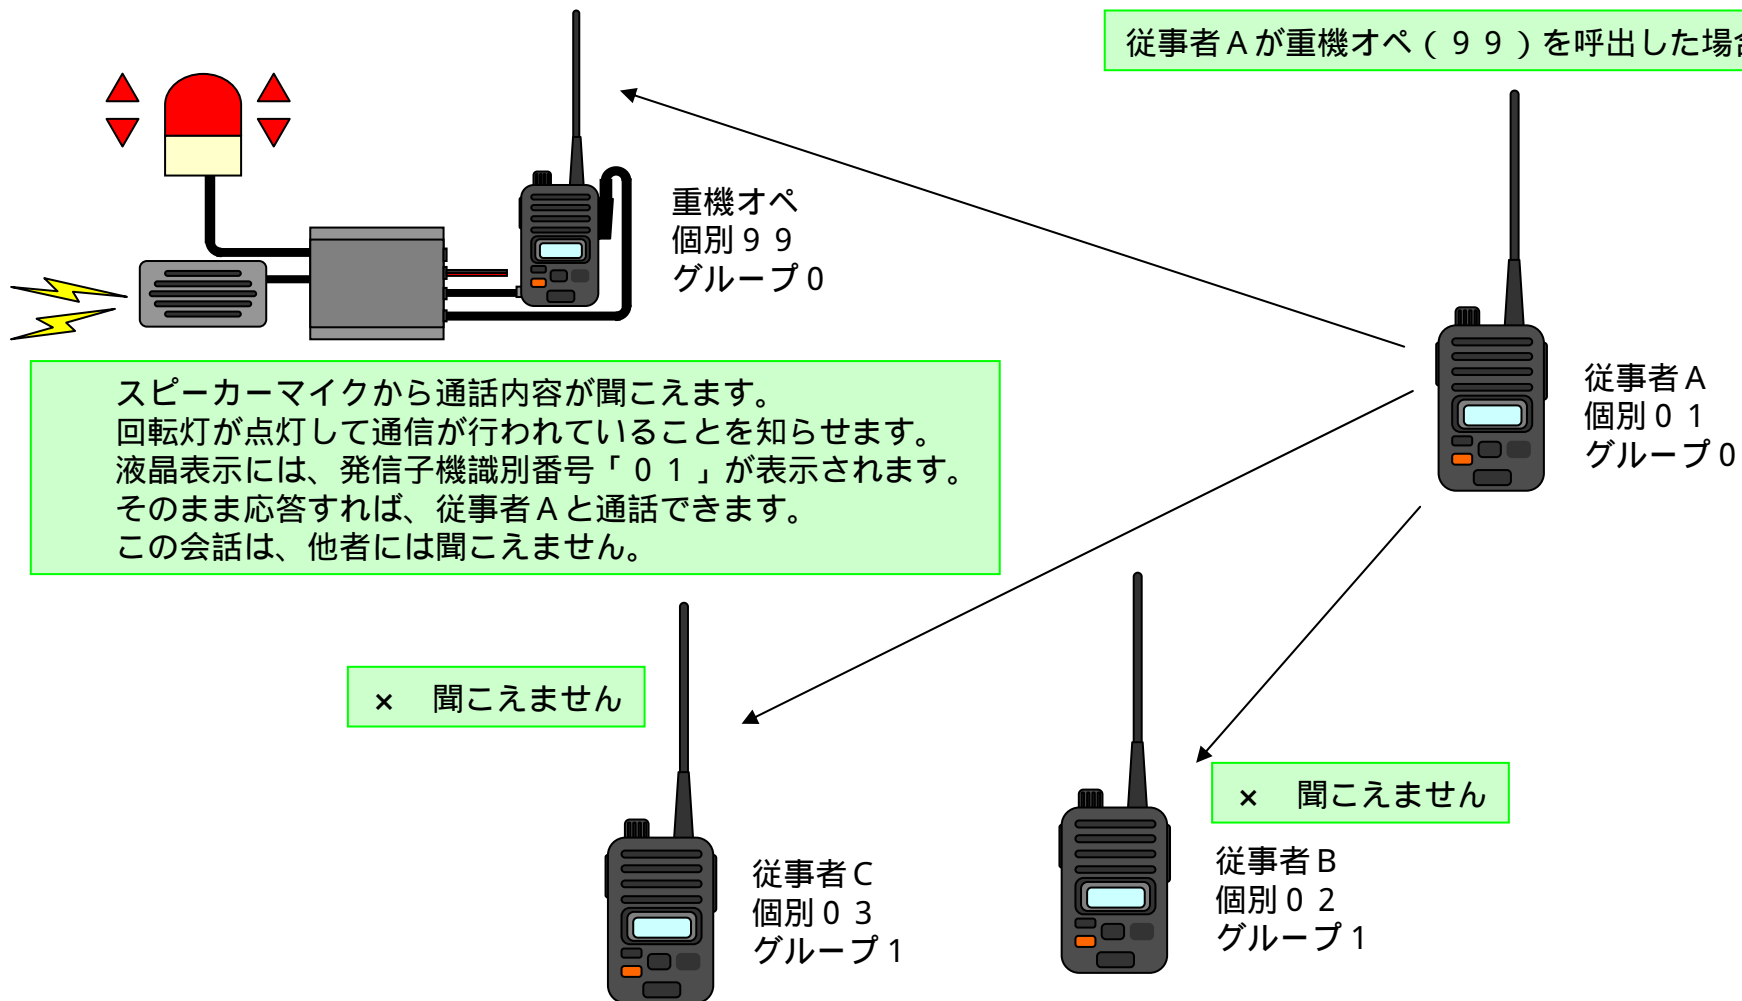 従事者Ａが重機オペ（９９）を呼出した場合
重機オペ
個別９９
グループ０
従事者Ａ
個別０１
グループ０
スピーカーマイクから通話内容が聞こえます。
回転灯が点灯して通信が行われていることを知らせます。
液晶表示には、発信子機識別番号「０１」が表示されます。
そのまま応答すれば、従事者Ａと通話できます。
この会話は、他者には聞こえません。
×　聞こえません
×　聞こえません
従事者Ｃ
個別０３
グループ１
従事者Ｂ
個別０２
グループ１